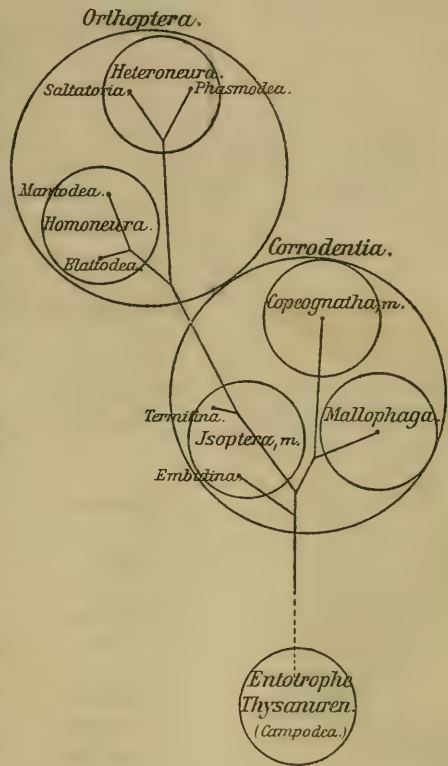 Orthoptera.
Heteroneura.
Saltatoria
Phasmodea.
Mantodea.
Homoneura.
Blattodea.
Corrodentia.
Copeognatha, m.
Termitina.
Mallophaga.
Isoptera, m.
Embidina
Entotrophe
Thysanuren.
(Campodea.)